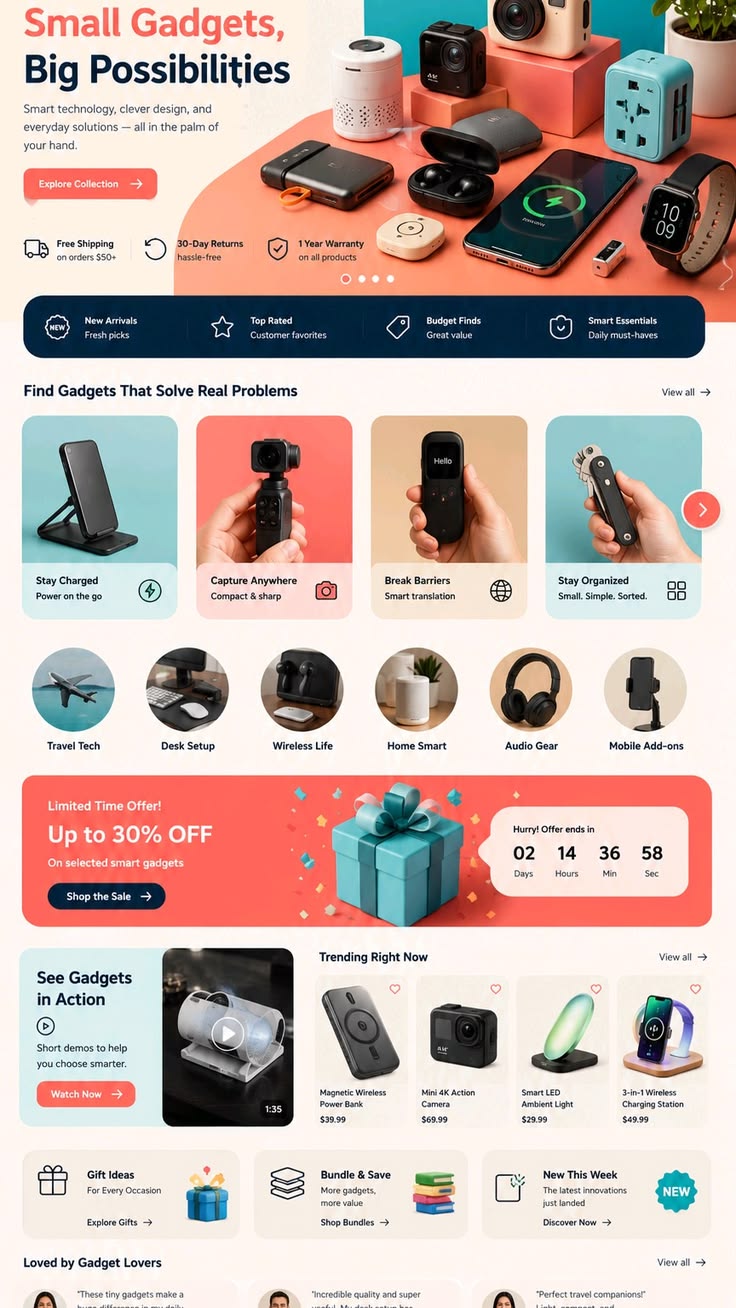 Small Gadgets,
Big Possibilities
Smart technology, clever design, and
everyday solutions — all in the palm of
your hand.
Explore Collection →
Free Shipping
on orders $50+
30-Day Returns
hassle-free
1 Year Warranty
on all products
10
09
NEW
New Arrivals
Fresh picks
Top Rated
Customer favorites
Budget Finds
Great value
Smart Essentials
Daily must-haves
Find Gadgets That Solve Real Problems
View all →
Hello
Stay Charged
Power on the go
Capture Anywhere
Compact & sharp
Break Barriers
Smart translation
Stay Organized
Small. Simple. Sorted.
Travel Tech
Desk Setup
Wireless Life
Home Smart
Audio Gear
Mobile Add-ons
Limited Time Offer!
Up to 30% OFF
On selected smart gadgets
Shop the Sale →
Hurry! Offer ends in
02 14 36 58
Days Hours Min Sec
See Gadgets
in Action
Short demos to help
you choose smarter.
Watch Now →
1:35
Trending Right Now
View all →
Magnetic Wireless
Power Bank
$39.99
Mini 4K Action
Camera
$69.99
Smart LED
Ambient Light
$29.99
3-in-1 Wireless
Charging Station
$49.99
Gift Ideas
For Every Occasion
Explore Gifts →
Bundle & Save
More gadgets,
more value
Shop Bundles →
New This Week
The latest innovations
just landed
Discover Now →
NEW
Loved by Gadget Lovers
View all →
"These tiny gadgets make a
"Incredible quality and super
"Perfect travel companions!"